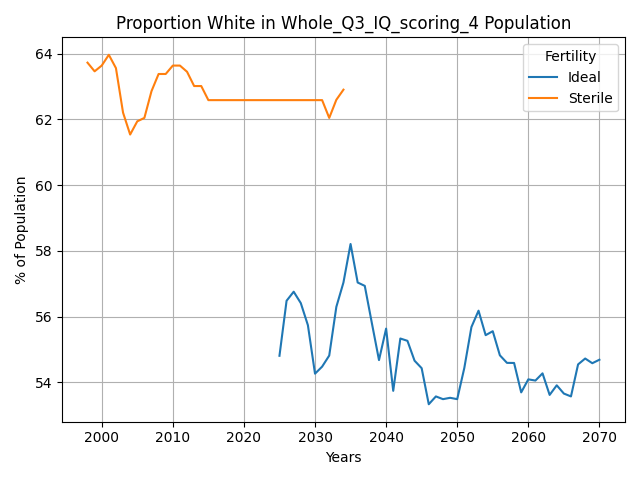 Proportion White in Whole_Q3_IQ_scoring_4 Population
Fertility
Ideal
Sterile
% of Population
64
62
60
58
56
54
2000
2010
2020
2030
2040
2050
2060
2070
Years